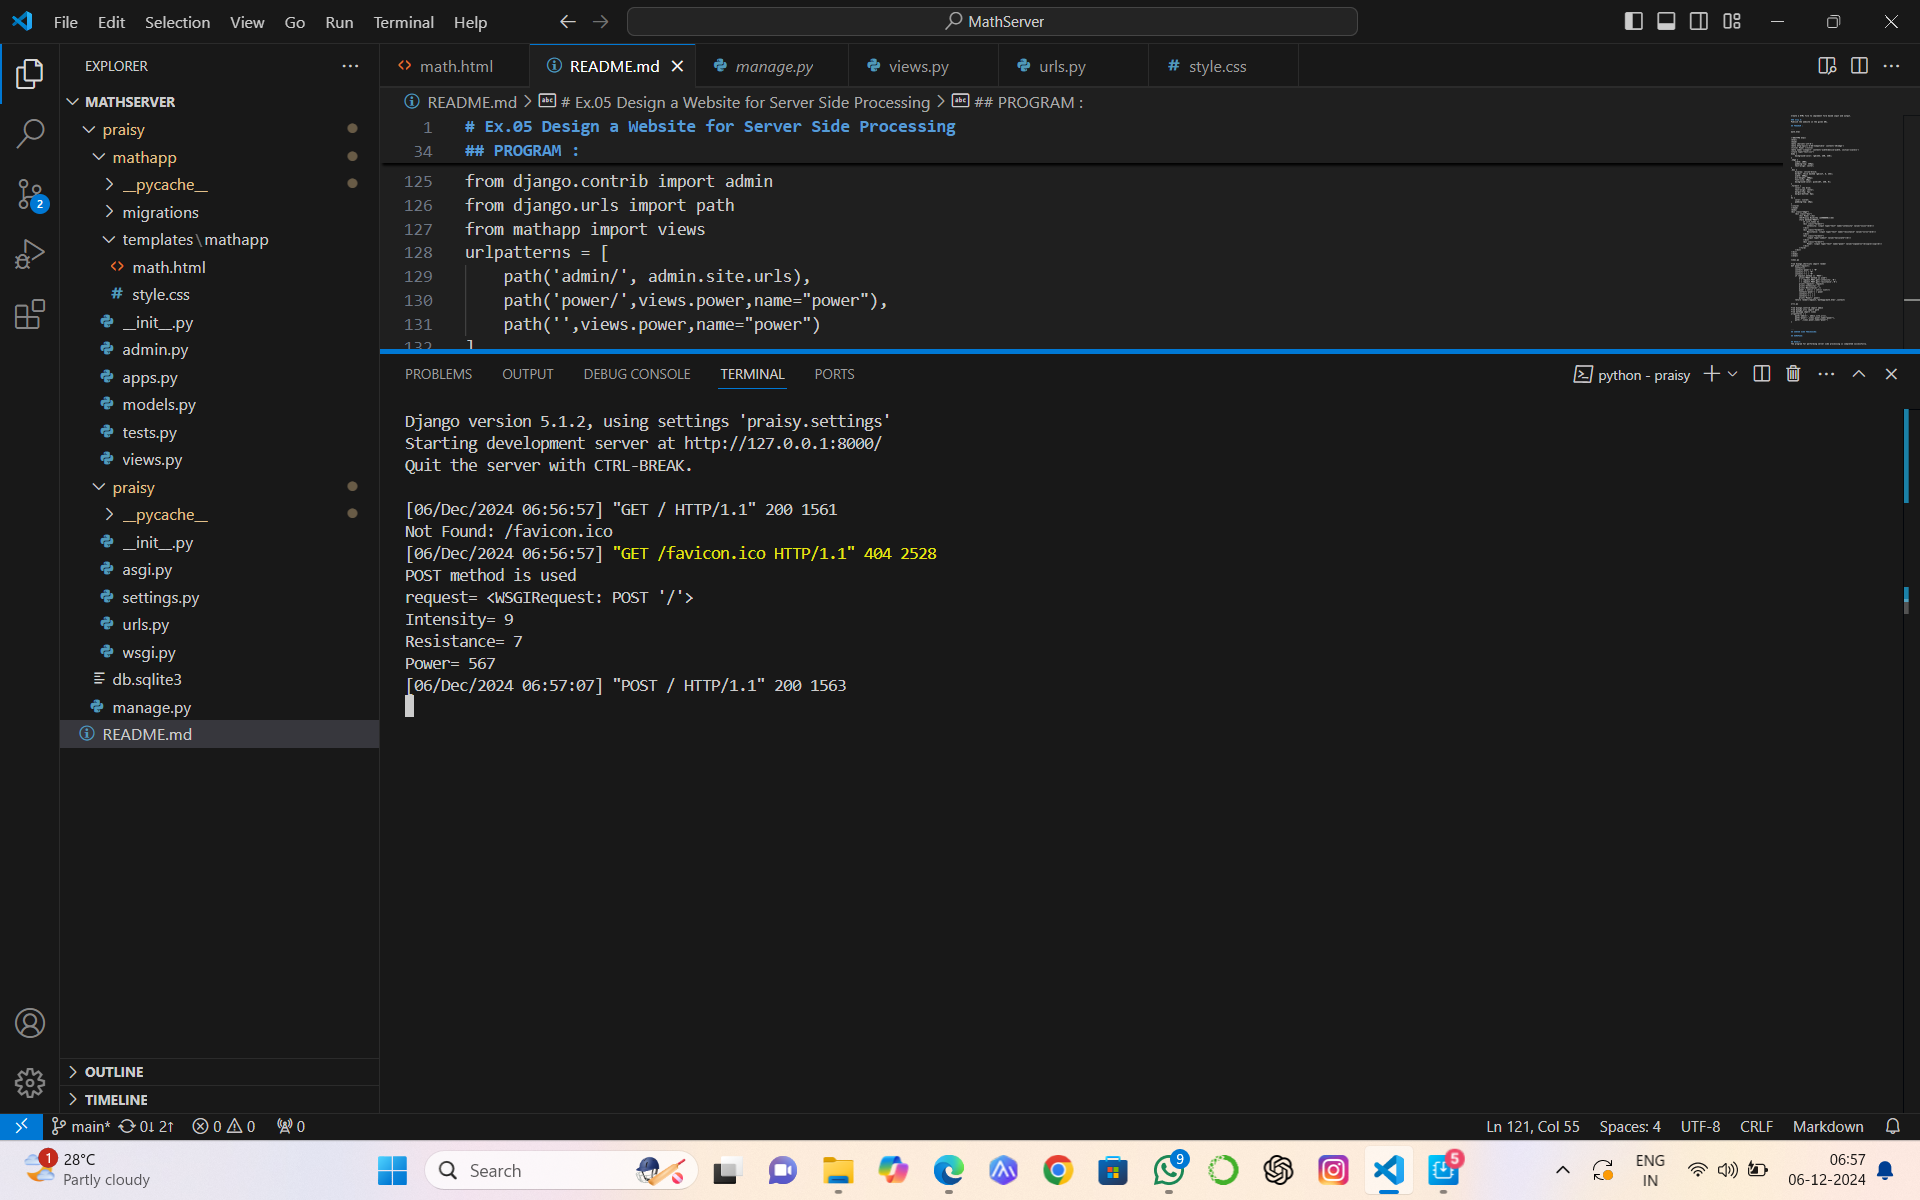 File Edit Selection View Go Run Terminal Help
MathServer
EXPLORER
MATHSERVER
praisy
mathapp
__pycache__
migrations
templates\mathapp
math.html
style.css
__init__.py
admin.py
apps.py
models.py
tests.py
views.py
praisy
__pycache__
__init__.py
asgi.py
settings.py
urls.py
wsgi.py
db.sqlite3
manage.py
README.md
OUTLINE
TIMELINE
2
math.html README.md manage.py views.py urls.py style.css
README.md > # Ex.05 Design a Website for Server Side Processing > ## PROGRAM :
1 # Ex.05 Design a Website for Server Side Processing
34 ## PROGRAM :
125 from django.contrib import admin
126 from django.urls import path
127 from mathapp import views
128 urlpatterns = [
129 path('admin/', admin.site.urls),
130 path('power/',views.power,name="power"),
131 path('',views.power,name="power")
132 ]
PROBLEMS OUTPUT DEBUG CONSOLE TERMINAL PORTS
python - praisy
Django version 5.1.2, using settings 'praisy.settings'
Starting development server at http://127.0.0.1:8000/
Quit the server with CTRL-BREAK.
[06/Dec/2024 06:56:57] "GET / HTTP/1.1" 200 1561
Not Found: /favicon.ico
[06/Dec/2024 06:56:57] "GET /favicon.ico HTTP/1.1" 404 2528
POST method is used
request= <WSGIRequest: POST '/'>
Intensity= 9
Resistance= 7
Power= 567
[06/Dec/2024 06:57:07] "POST / HTTP/1.1" 200 1563
main* 0↓ 2↑ 0 0 0
Ln 121, Col 55 Spaces: 4 UTF-8 CRLF Markdown
1
28°C
Partly cloudy
Search
9
5
ENG
IN
06:57
06-12-2024